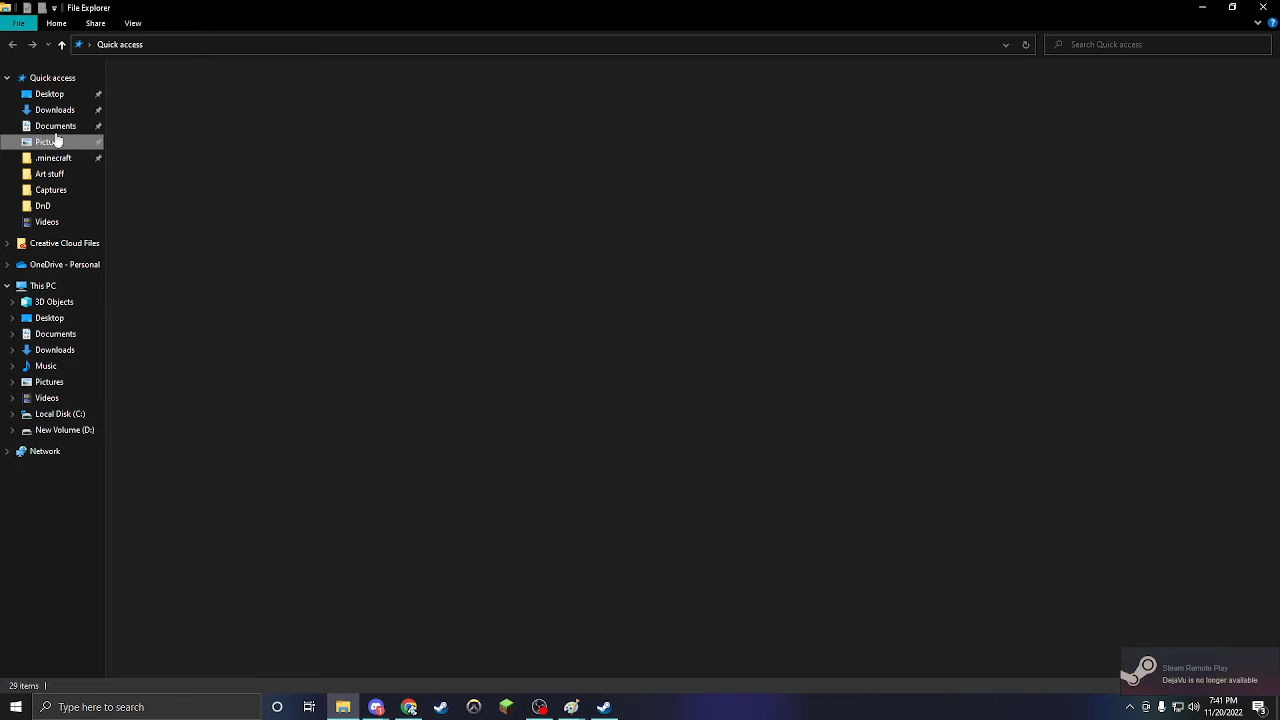 File Explorer
File Home Share View
Quick access
Search Quick access
Quick access
Desktop
Downloads
Documents
.minecraft
Art stuff
Captures
DnD
Videos
Creative Cloud Files
OneDrive - Personal
This PC
3D Objects
Desktop
Documents
Downloads
Music
Pictures
Videos
Local Disk (C:)
New Volume (D:)
Network
Steam Remote Play
DejaVu is no longer available
29 items
Type here to search
7:41 PM
11/20/2022